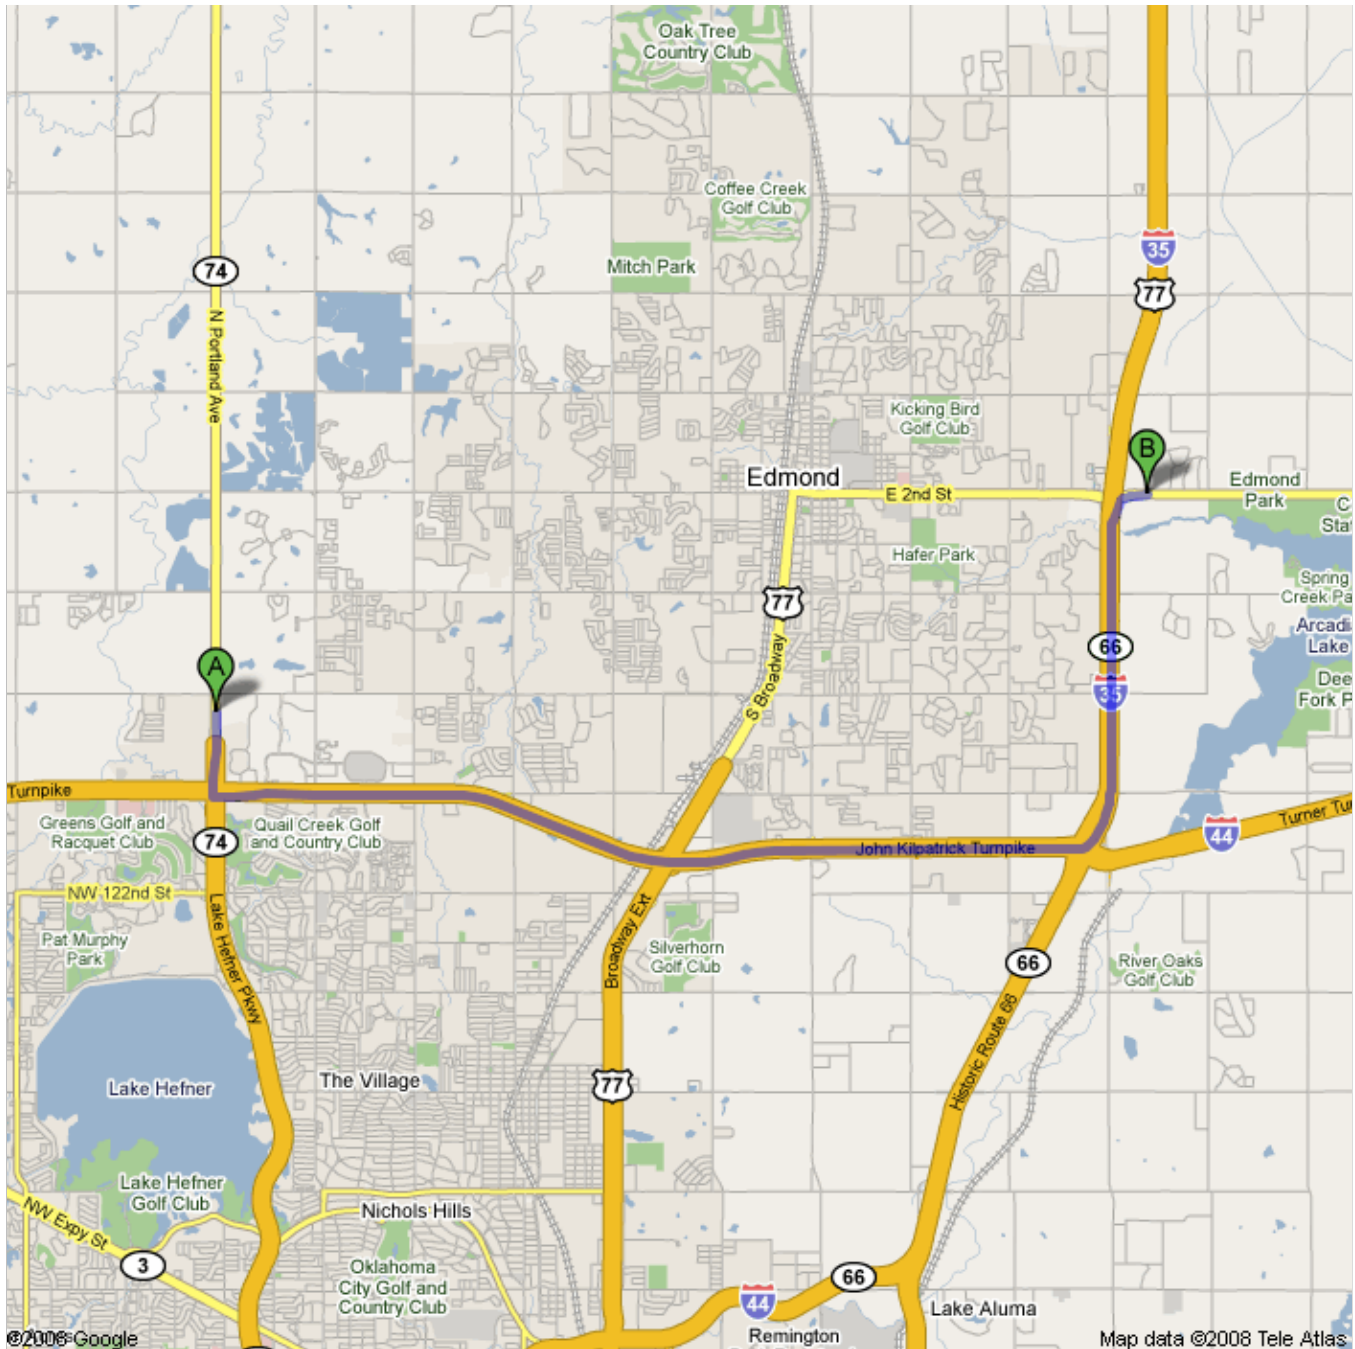 Oak Tree
Country Club
Coffee Creek
Golf Club
35
Mitch Park
74
77
N Portland Ave
Kicking Bird
Golf Club
B
Edmond
Edmond
Park
E 2nd St
Hafer Park
Spring
77
66
A
35
S Broadway
Turnpike
Greens Golf and
Racquet Club
Quail Creek Golf
and Country Club
74
John Kilpatrick Turnpike
44
NW 122nd St
Lake Hefner Pkwy
Broadway Ext
Pat Murphy
Park
Silverhorn
Golf Club
66
River Oaks
Golf Club
Historic Route 66
Lake Hefner
The Village
77
Lake Hefner
Golf Club
Nichols Hills
NW Expy St
3
Oklahoma
City Golf and
Country Club
66
44
Lake Aluma
Remington
©2008 Google
Map data ©2008 Tele Atlas